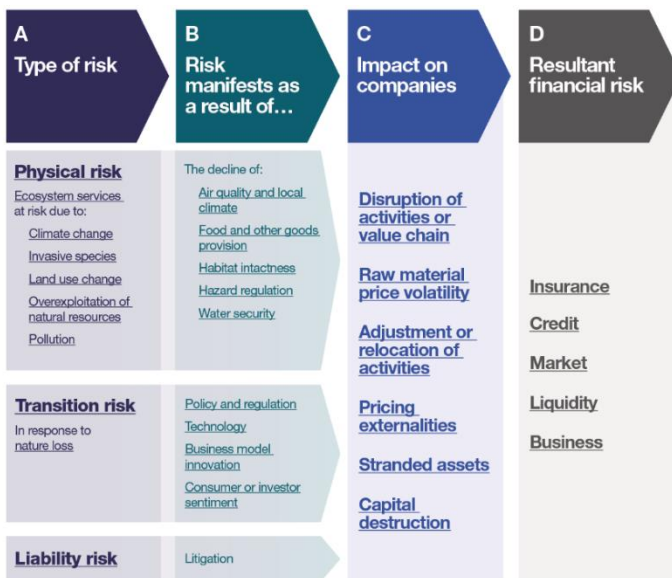 A
Type of risk
B
Risk
manifests as
a result of...
C
Impact on
companies
D
Resultant
financial risk
Physical risk
Ecosystem services
at risk due to:
Climate change
Invasive species
Land use change
Overexploitation of
natural resources
Pollution
The decline of:
Air quality and local
climate
Food and other goods
provision
Habitat intactness
Hazard regulation
Water security
Transition risk
In response to
nature loss
Policy and regulation
Technology
Business model
innovation
Consumer or investor
sentiment
Liability risk
Litigation
Disruption of
activities or
value chain
Raw material
price volatility
Adjustment or
relocation of
activities
Pricing
externalities
Stranded assets
Capital
destruction
Insurance
Credit
Market
Liquidity
Business